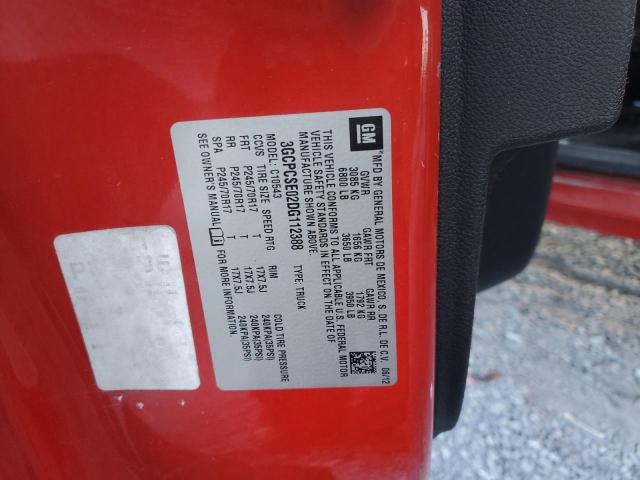 GM
MFD BY GENERAL MOTORS DE MEXICO, S. DE R.L. DE C.V. 06/12
GVWR GAWR FRT GAWR RR
3085 KG 1656 KG 1792 KG
6800 LB 3650 LB 3950 LB
THIS VEHICLE CONFORMS TO ALL APPLICABLE U.S. FEDERAL MOTOR
VEHICLE SAFETY STANDARDS IN EFFECT ON THE DATE OF
MANUFACTURE SHOWN ABOVE.
3GCPCSE02DG112388 TYPE: TRUCK
MODEL: C10543
CCVS TIRE SIZE SPEED RTG RIM COLD TIRE PRESSURE
FRT P245/70R17 T 17X7.5J 240KPA(35PSI)
RR P245/70R17 T 17X7.5J 240KPA(35PSI)
SPA P245/70R17 T 17X7.5J 240KPA(35PSI)
SEE OWNER'S MANUAL FOR MORE INFORMATION.